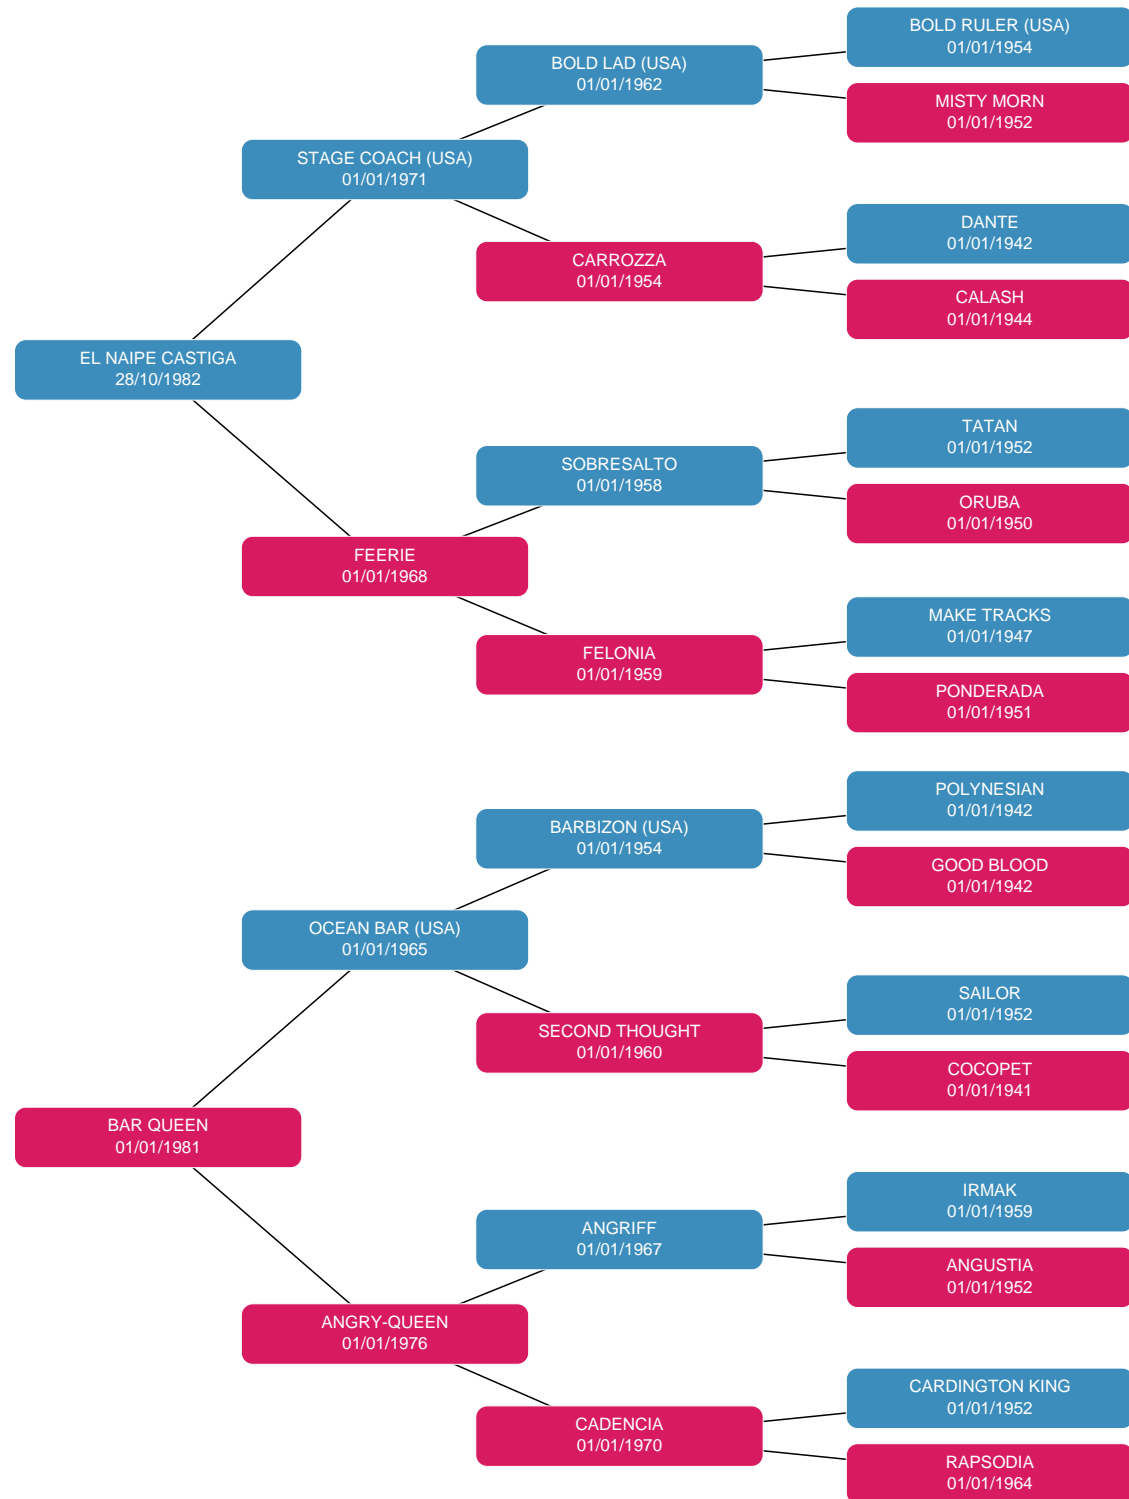 BOLD RULER (USA)
01/01/1954
BOLD LAD (USA)
01/01/1962
MISTY MORN
01/01/1952
STAGE COACH (USA)
01/01/1971
DANTE
01/01/1942
CARROZZA
01/01/1954
CALASH
01/01/1944
EL NAIPE CASTIGA
28/10/1982
TATAN
01/01/1952
SOBRESALTO
01/01/1958
ORUBA
01/01/1950
FEERIE
01/01/1968
MAKE TRACKS
01/01/1947
FELONIA
01/01/1959
PONDERADA
01/01/1951
POLYNESIAN
01/01/1942
BARBIZON (USA)
01/01/1954
GOOD BLOOD
01/01/1942
OCEAN BAR (USA)
01/01/1965
SAILOR
01/01/1952
SECOND THOUGHT
01/01/1960
COCOPET
01/01/1941
BAR QUEEN
01/01/1981
IRMAK
01/01/1959
ANGRIFF
01/01/1967
ANGUSTIA
01/01/1952
ANGRY-QUEEN
01/01/1976
CARDINGTON KING
01/01/1952
CADENCIA
01/01/1970
RAPSODIA
01/01/1964